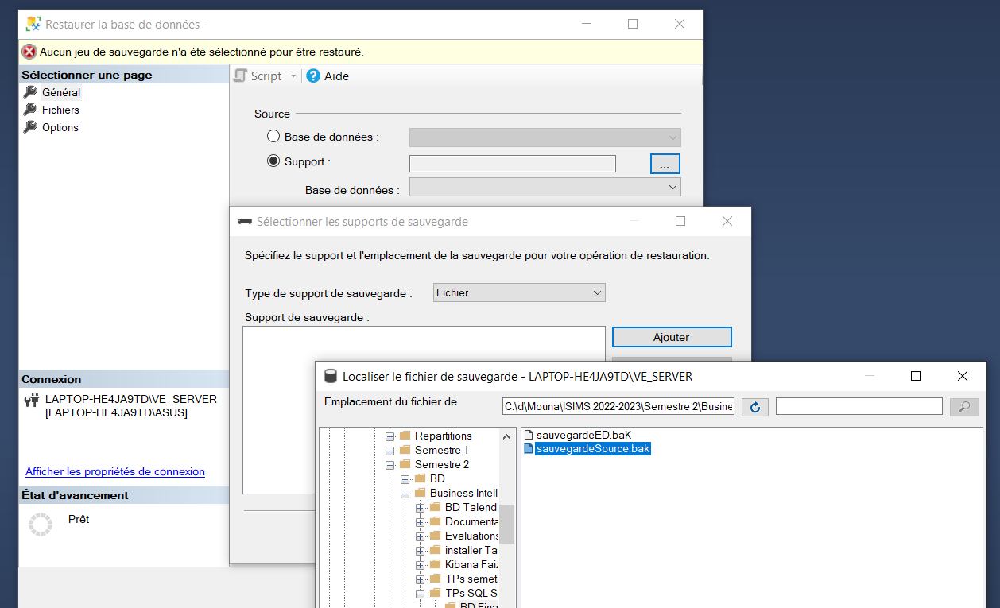 Restaurer la base de données -
Aucun jeu de sauvegarde n'a été sélectionné pour être restauré.
Sélectionner une page
Général
Fichiers
Options
Script
Aide
Source
Base de données :
Support :
...
Base de données :
Sélectionner les supports de sauvegarde
Spécifiez le support et l'emplacement de la sauvegarde pour votre opération de restauration.
Type de support de sauvegarde :
Fichier
Support de sauvegarde :
Ajouter
Connexion
LAPTOP-HE4JA9TD\VE_SERVER
[LAPTOP-HE4JA9TD\ASUS]
Afficher les propriétés de connexion
État d'avancement
Prêt
Localiser le fichier de sauvegarde - LAPTOP-HE4JA9TD\VE_SERVER
Emplacement du fichier de
C:\d\Mouna\ISIMS 2022-2023\Semestre 2\Busine
Repartitions
Semestre 1
Semestre 2
BD
Business Intell
BD Talend
Documenta
Evaluations
installer Ta
Kibana Faiz
TPs semets
TPs SQL S
BD Fina
sauvegardeED.baK
sauvegardeSource.bak